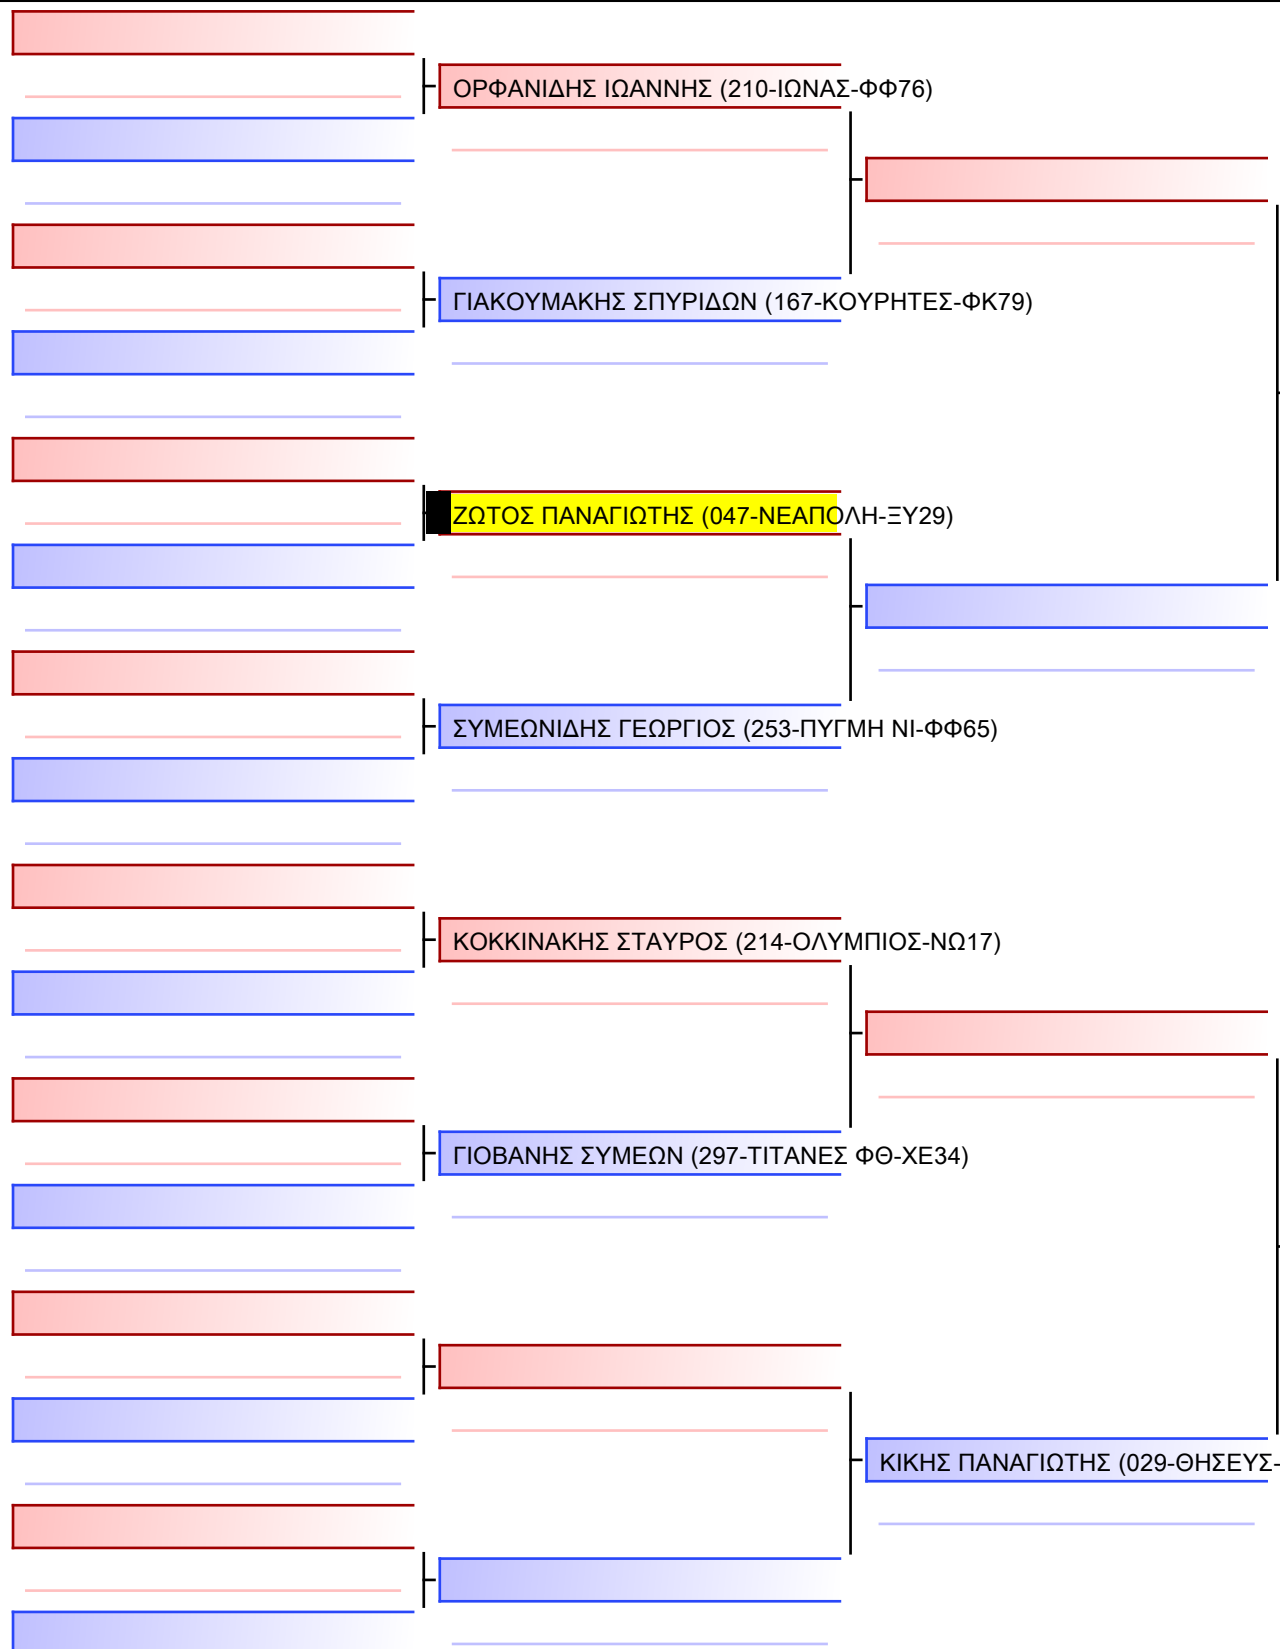 ΟΡΦΑΝΙΔΗΣ ΙΩΑΝΝΗΣ (210-ΙΩΝΑΣ-ΦΦ76)
ΓΙΑΚΟΥΜΑΚΗΣ ΣΠΥΡΙΔΩΝ (167-ΚΟΥΡΗΤΕΣ-ΦΚ79)
ΖΩΤΟΣ ΠΑΝΑΓΙΩΤΗΣ (047-ΝΕΑΠΟΛΗ-ΞΥ29)
ΣΥΜΕΩΝΙΔΗΣ ΓΕΩΡΓΙΟΣ (253-ΠΥΓΜΗ ΝΙ-ΦΦ65)
ΚΟΚΚΙΝΑΚΗΣ ΣΤΑΥΡΟΣ (214-ΟΛΥΜΠΙΟΣ-ΝΩ17)
ΓΙΟΒΑΝΗΣ ΣΥΜΕΩΝ (297-ΤΙΤΑΝΕΣ ΦΘ-ΧΕ34)
ΚΙΚΗΣ ΠΑΝΑΓΙΩΤΗΣ (029-ΘΗΣΕΥΣ-